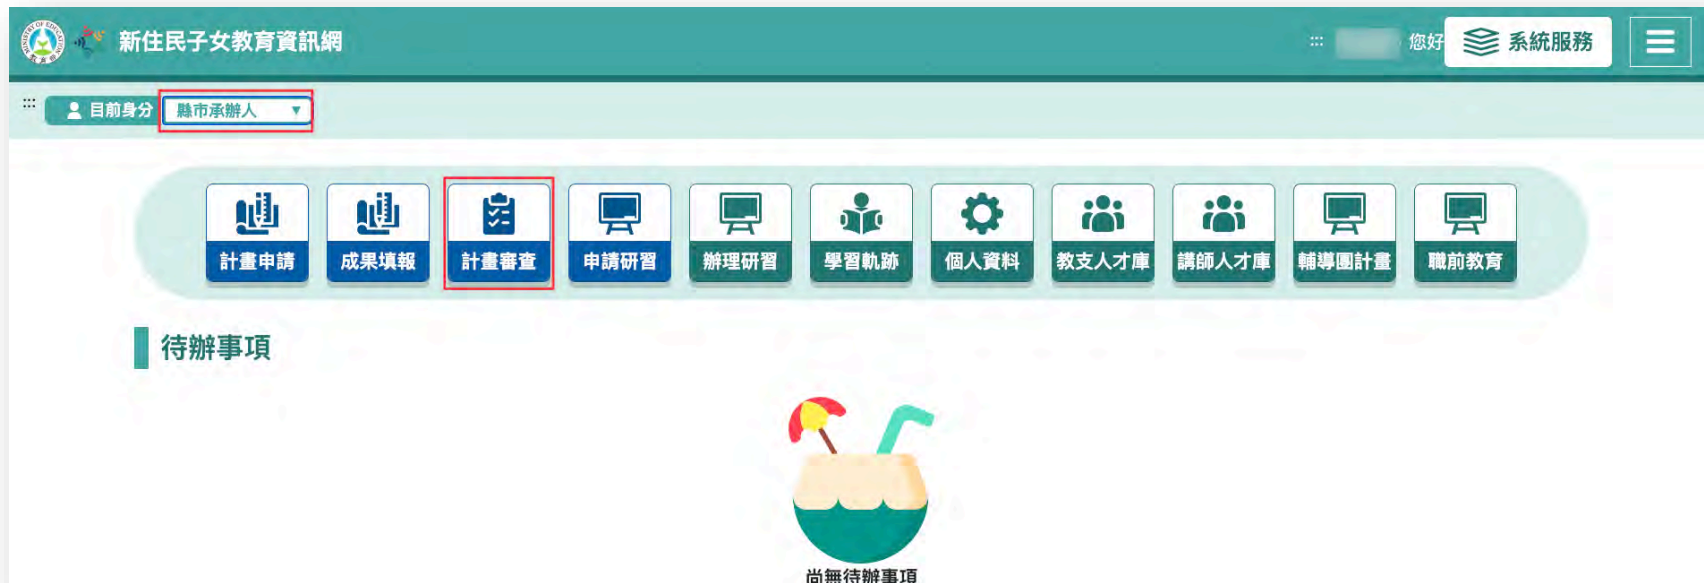 新住民子女教育資訊網
::: 您好 系統服務
::: 目前身分 縣市承辦人 ▼
計畫申請 成果填報 計畫審查 申請研習 辦理研習 學習軌跡 個人資料 教支人才庫 講師人才庫 輔導團計畫 職前教育
待辦事項
尚無待辦事項